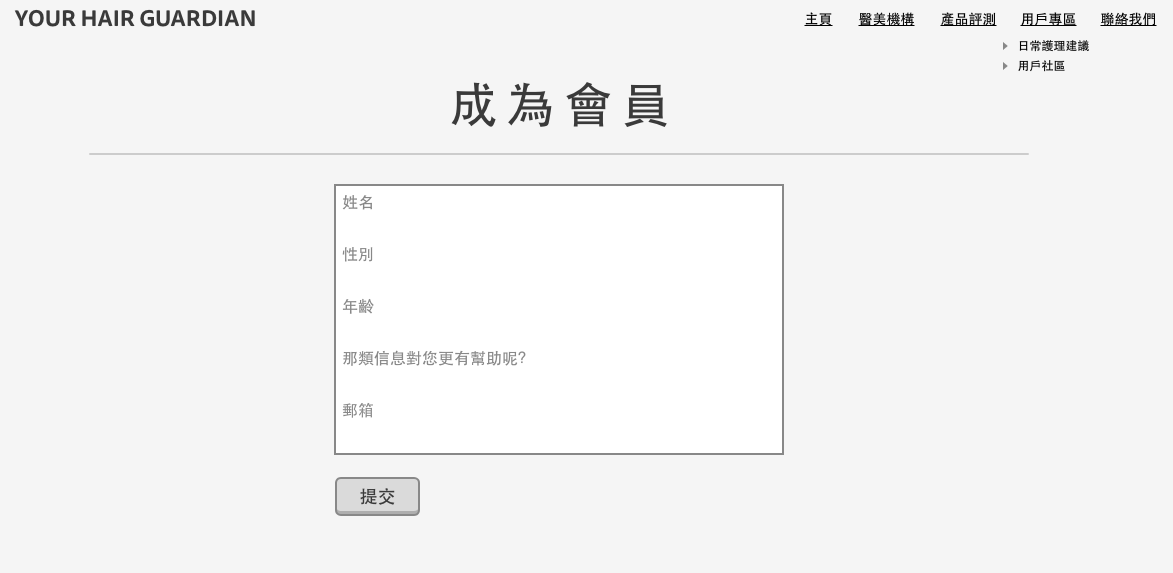 YOUR HAIR GUARDIAN
主頁 醫美機構 產品評測 用戶專區 聯絡我們
日常護理建議
用戶社區
成為會員
姓名
性別
年齡
那類信息對您更有幫助呢?
郵箱
提交